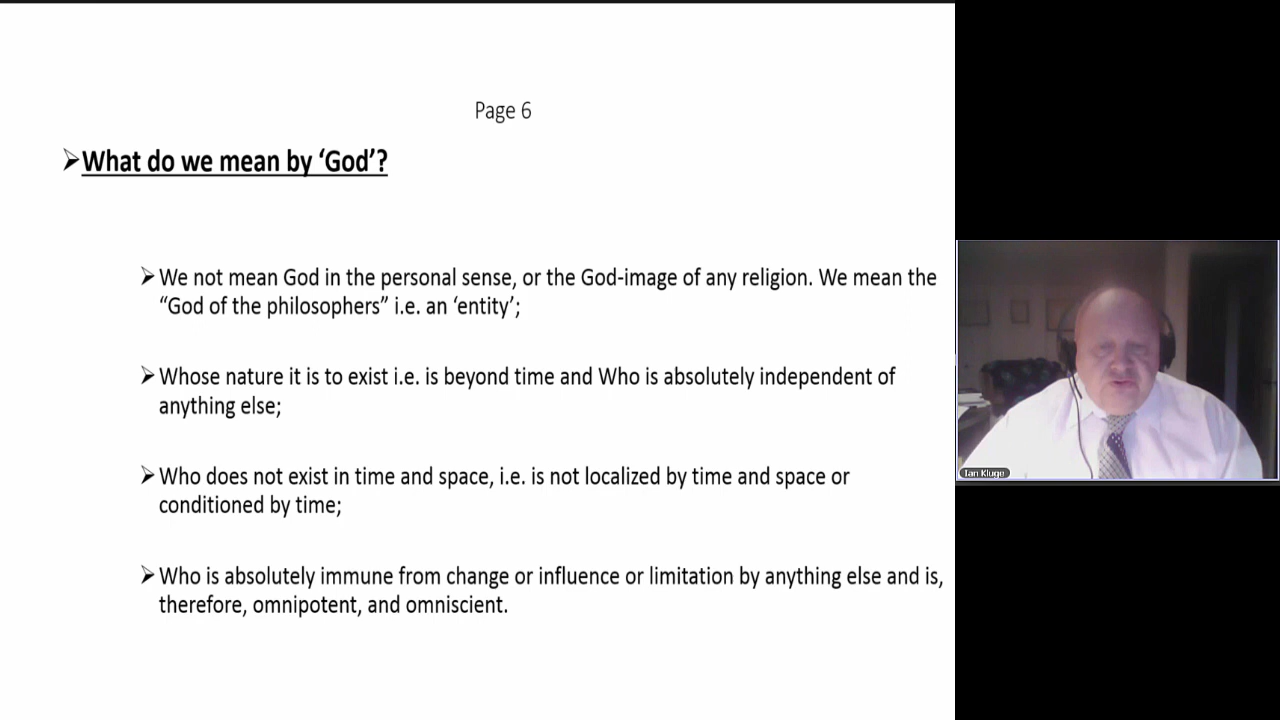 Page 6
➢What do we mean by ‘God’?
➢We not mean God in the personal sense, or the God-image of any religion. We mean the
“God of the philosophers” i.e. an ‘entity’;
➢Whose nature it is to exist i.e. is beyond time and Who is absolutely independent of
anything else;
➢Who does not exist in time and space, i.e. is not localized by time and space or
conditioned by time;
➢Who is absolutely immune from change or influence or limitation by anything else and is,
therefore, omnipotent, and omniscient.
Ian Kluge